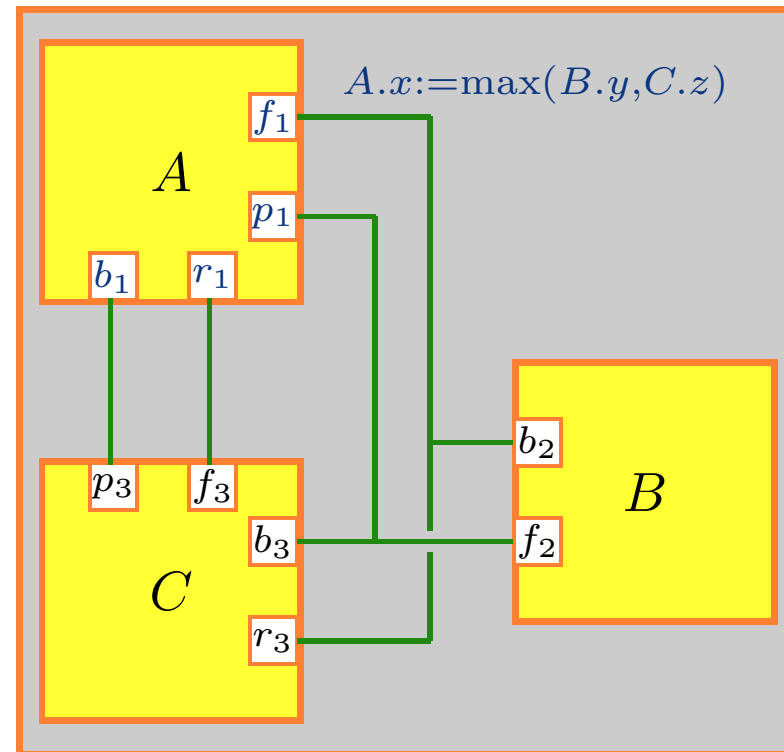 A.x:=max(B.y,C.z)
f₁
A
p₁
b₁ r₁
b₂
B
p₃ f₃
b₃ f₂
C
r₃